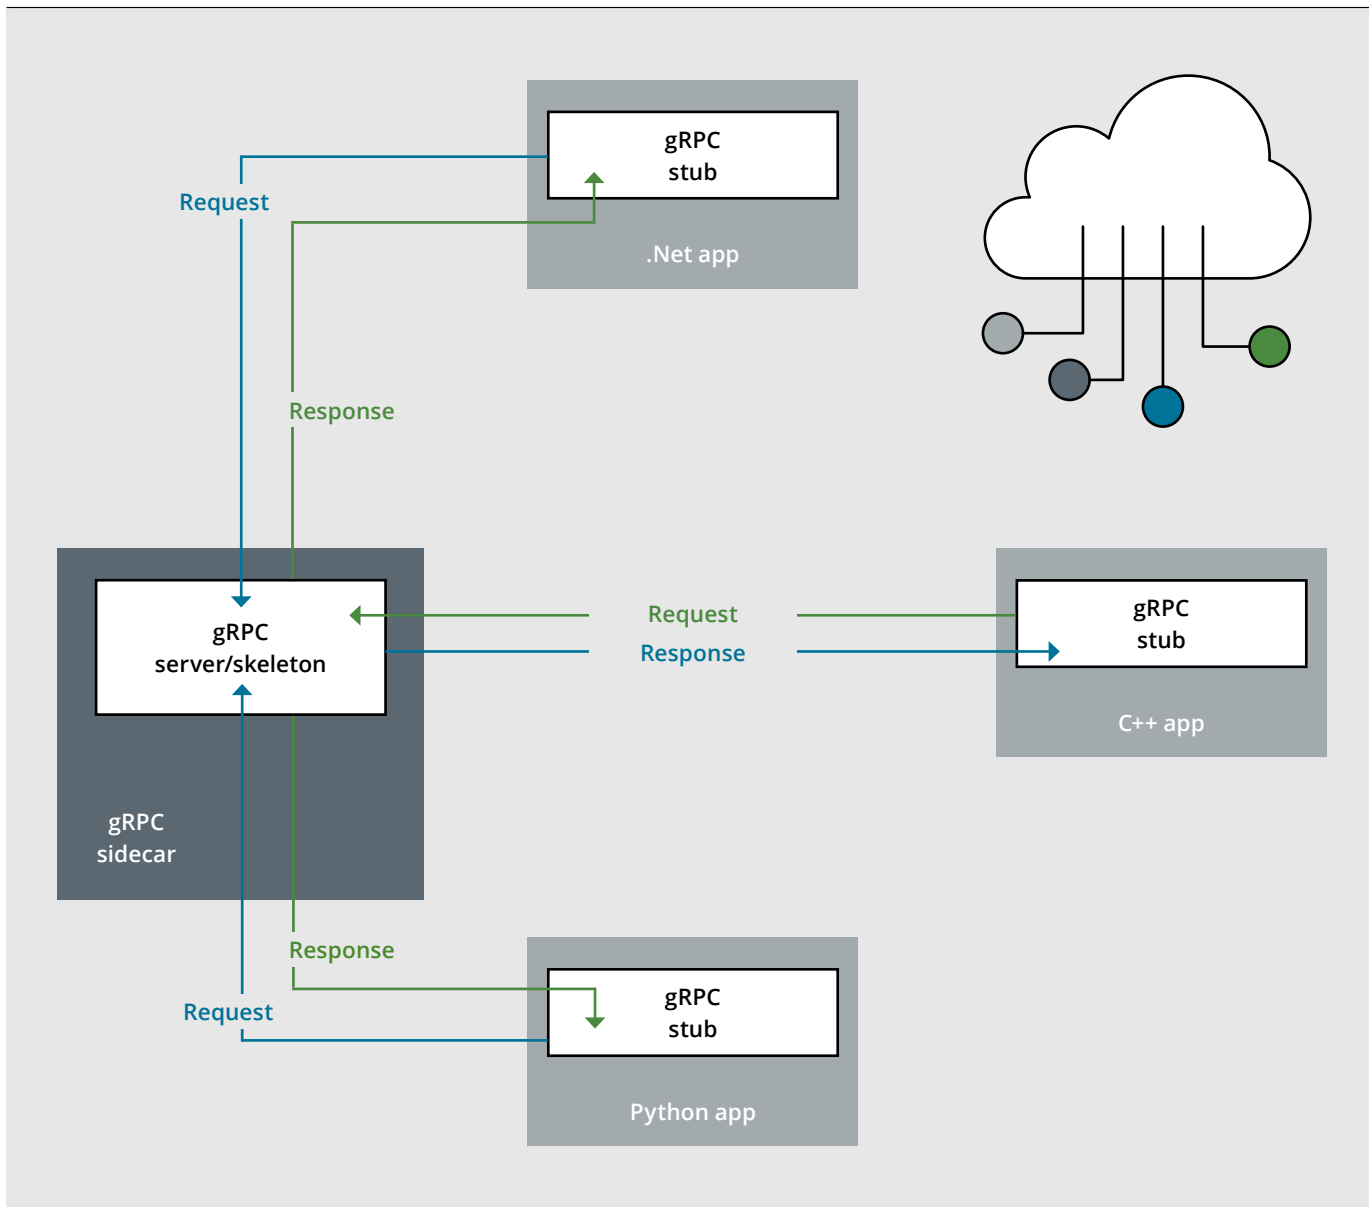 gRPC
stub
.Net app
Request
Response
gRPC
server/skeleton
gRPC
sidecar
Request
Response
gRPC
stub
C++ app
Response
Request
gRPC
stub
Python app